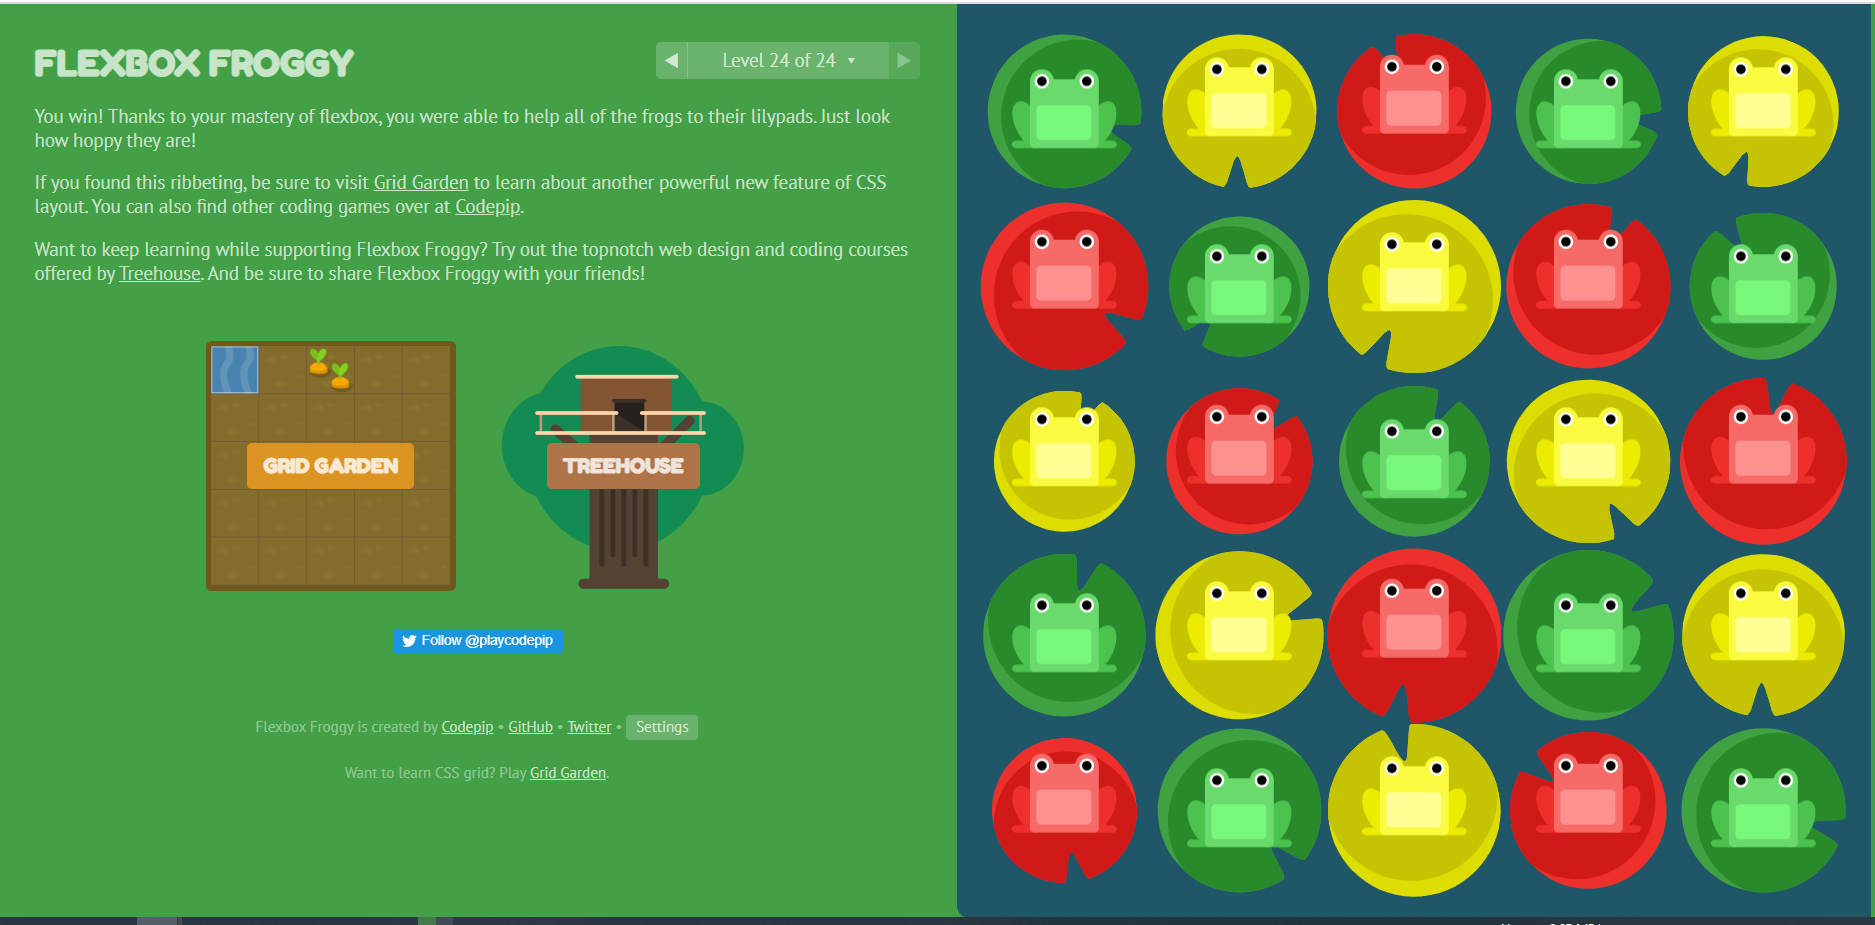 FLEXBOX FROGGY
Level 24 of 24
You win! Thanks to your mastery of flexbox, you were able to help all of the frogs to their lilypads. Just look
how hoppy they are!
If you found this ribbeting, be sure to visit Grid Garden to learn about another powerful new feature of CSS
layout. You can also find other coding games over at Codepip.
Want to keep learning while supporting Flexbox Froggy? Try out the topnotch web design and coding courses
offered by Treehouse. And be sure to share Flexbox Froggy with your friends!
GRID GARDEN
TREEHOUSE
Follow @playcodepip
Flexbox Froggy is created by Codepip • GitHub • Twitter • Settings
Want to learn CSS grid? Play Grid Garden.